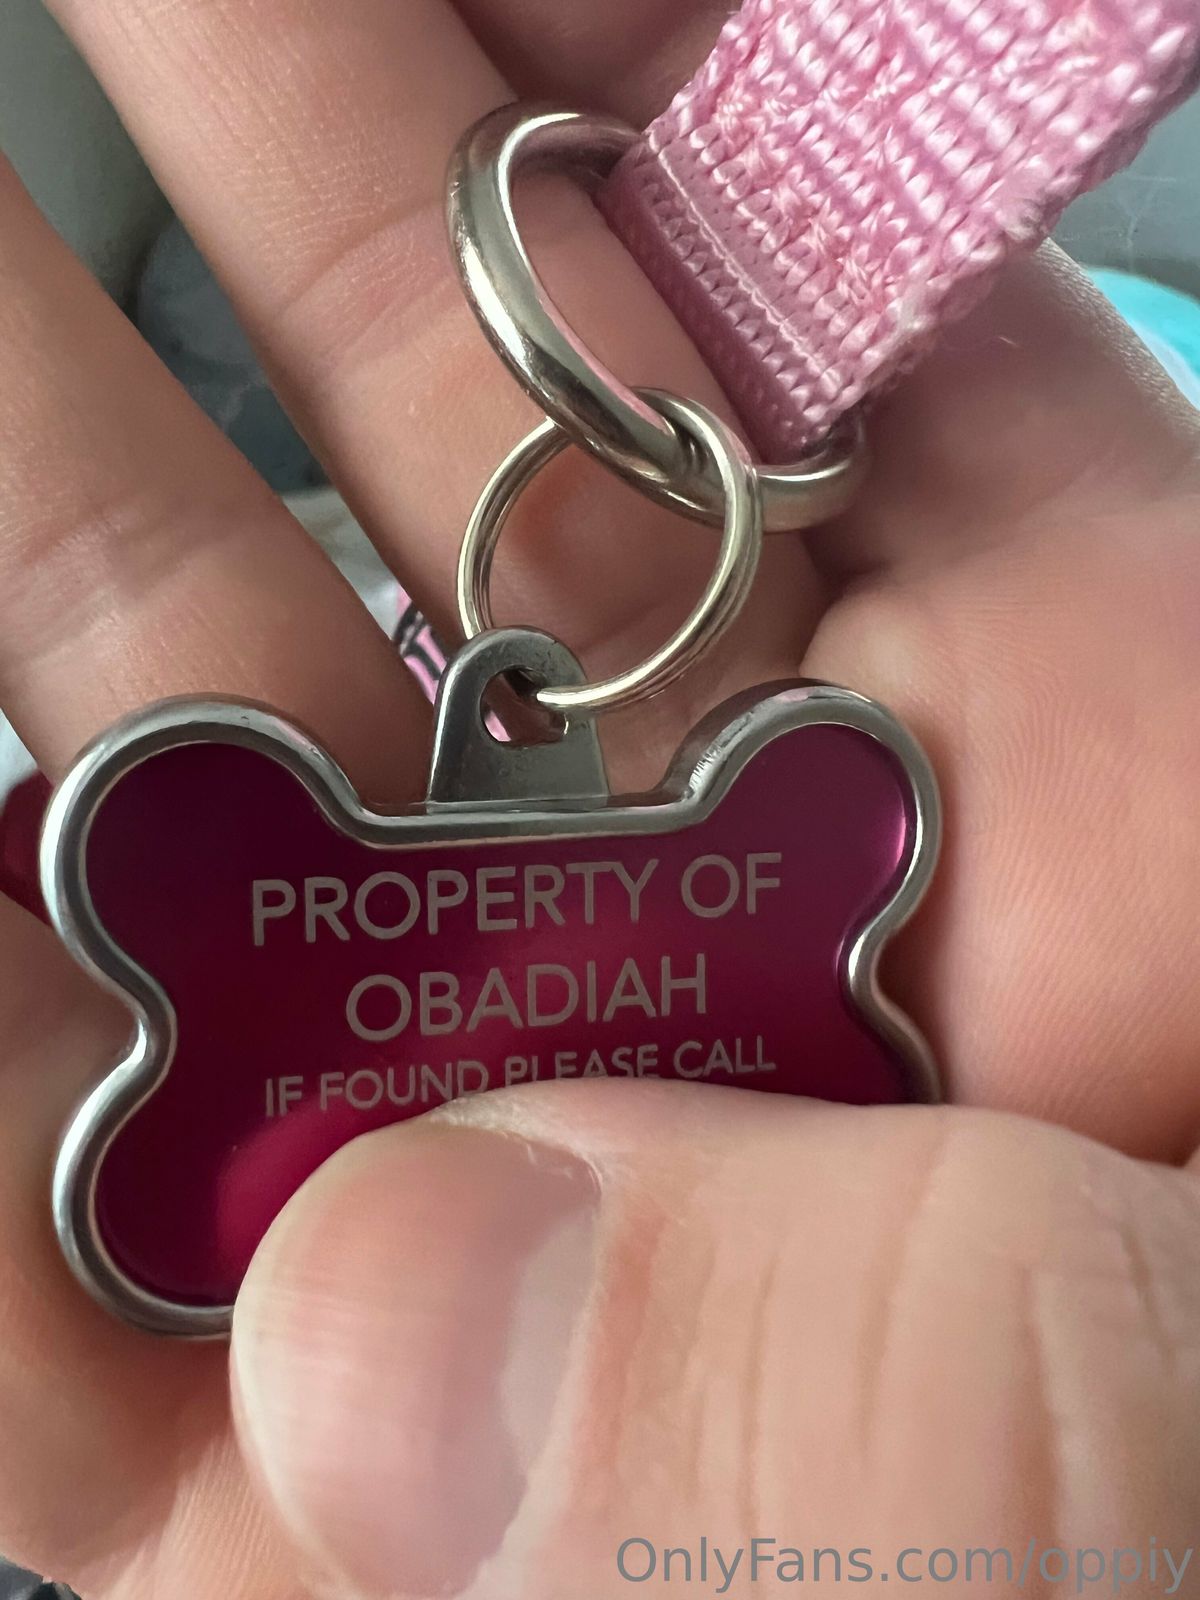 PROPERTY OF
OBADIAH
IF FOUND PLEASE CALL
OnlyFans.com/oppiy